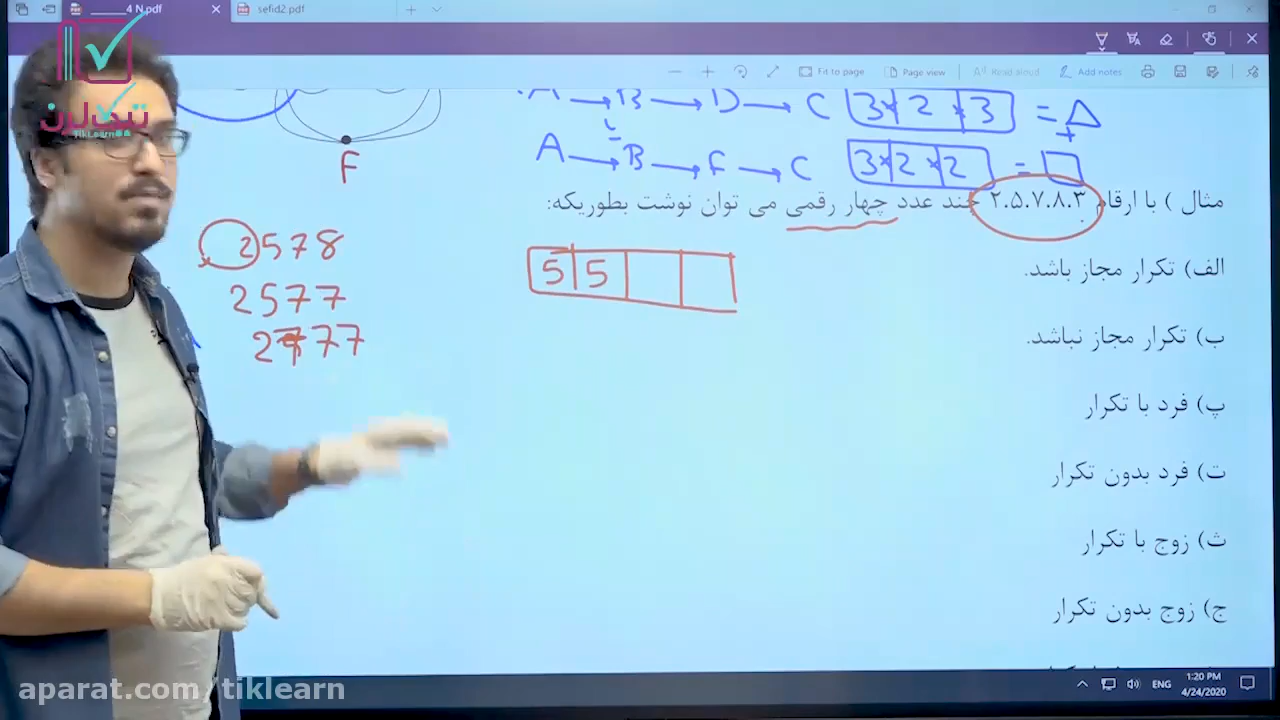 4 N.pdf
sefid2.pdf
Fit to page
Page view
Read aloud
Add notes
تیک لرن
TikLearn
A → B → D → C 3 × 2 × 3 = Δ
+
A → B → F → C 3 × 2 × 2 = □
F
مثال ) با ارقام ۲.۵.۷.۸.۳ چند عدد چهار رقمی می توان نوشت بطوریکه:
2578
5 5
الف) تکرار مجاز باشد.
2577
ب) تکرار مجاز نباشد.
2777
پ) فرد با تکرار
ت) فرد بدون تکرار
ث) زوج با تکرار
ج) زوج بدون تکرار
ENG
1:20 PM
4/24/2020
aparat.com/tiklearn